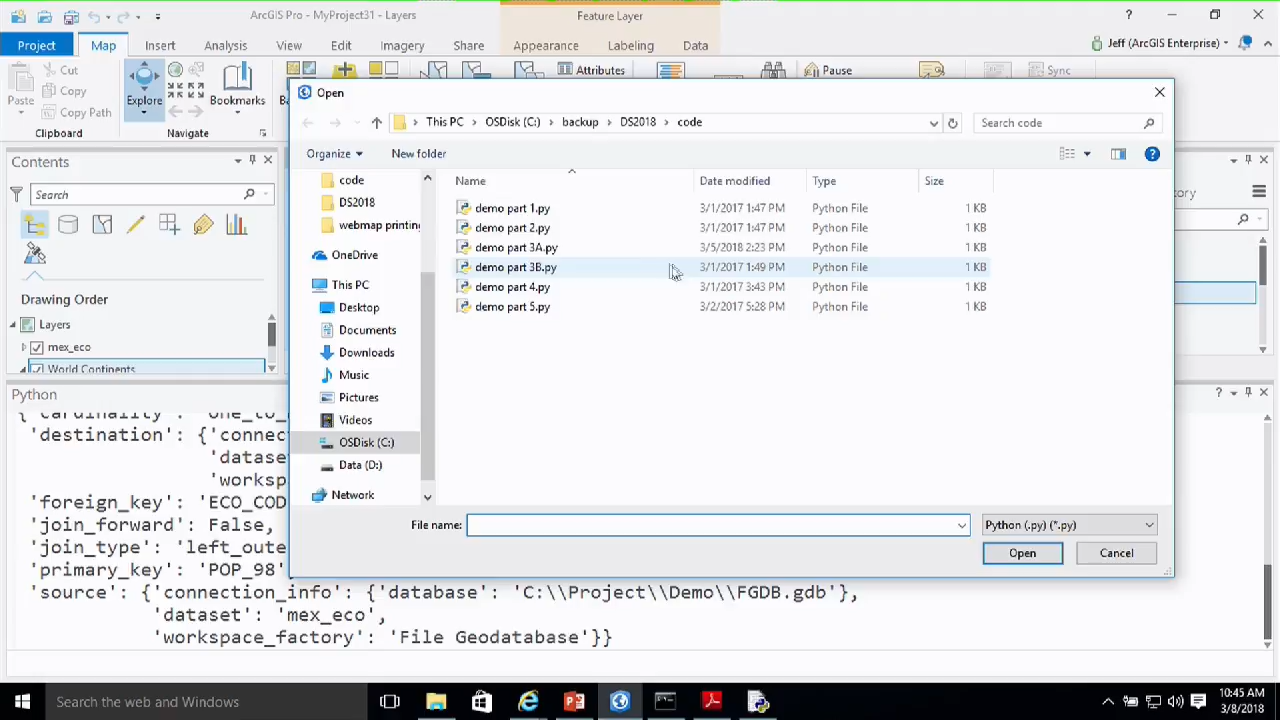 ArcGIS Pro - MyProject31 - Layers
Feature Layer
?
Project
Map
Insert
Analysis
View
Edit
Imagery
Share
Appearance
Labeling
Data
Jeff (ArcGIS Enterprise)
Paste
Cut
Copy
Copy Path
Clipboard
Explore
Bookmarks
Navigate
Attributes
Pause
Sync
Contents
Search
Drawing Order
Layers
mex_eco
World Continents
Open
This PC
OSDisk (C:)
backup
DS2018
code
Search code
Organize
New folder
code
DS2018
webmap printing
OneDrive
This PC
Desktop
Documents
Downloads
Music
Pictures
Videos
OSDisk (C:)
Data (D:)
Network
Name
Date modified
Type
Size
demo part 1.py 3/1/2017 1:47 PM Python File 1 KB
demo part 2.py 3/1/2017 1:47 PM Python File 1 KB
demo part 3A.py 3/5/2018 2:23 PM Python File 1 KB
demo part 3B.py 3/1/2017 1:49 PM Python File 1 KB
demo part 4.py 3/1/2017 3:43 PM Python File 1 KB
demo part 5.py 3/2/2017 5:28 PM Python File 1 KB
File name:
Python (.py) (*.py)
Open
Cancel
Python
{'cardinality': 'one_to_
'destination': {'connec
'datase
'works
'foreign_key': 'ECO_COD
'join_forward': False,
'join_type': 'left_oute
'primary_key': 'POP_98'
'source': {'connection_info': {'database': 'C:\\Project\\Demo\\FGDB.gdb'},
'dataset': 'mex_eco',
'workspace_factory': 'File Geodatabase'}}
Search the web and Windows
10:45 AM
3/8/2018